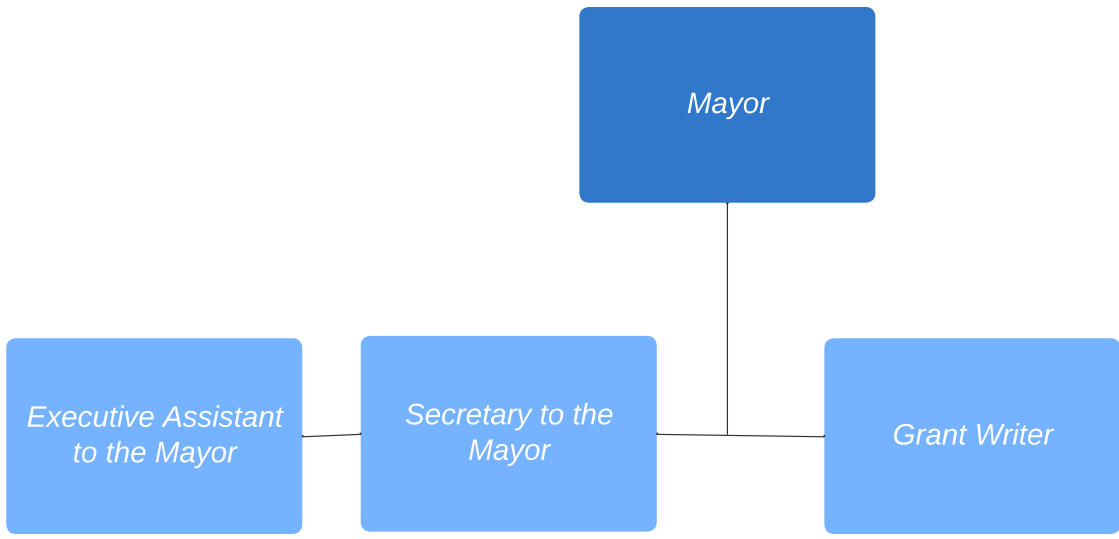 Mayor
Executive Assistant
to the Mayor
Secretary to the
Mayor
Grant Writer